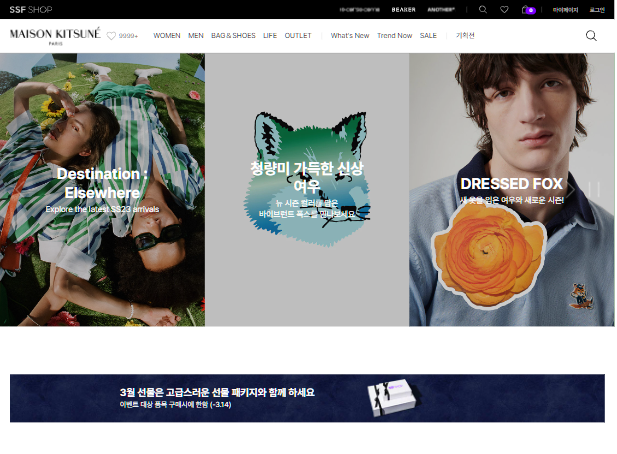 SSF SHOP
BEAKER
ANOTHER#
0
마이페이지
로그인
MAISON KITSUNÉ
PARIS
9999+
WOMEN MEN BAG & SHOES LIFE OUTLET
What's New Trend Now SALE
기획전
Destination :
Elsewhere
Explore the latest SS23 arrivals
청량미 가득한 신상
여우
뉴 시즌 컬러를 담은
바이브런트 폭스를 만나보세요
DRESSED FOX
새 옷을 입은 여우와 새로운 시즌!
3월 선물은 고급스러운 선물 패키지와 함께 하세요
이벤트 대상 품목 구매시에 한함 (~3.14)